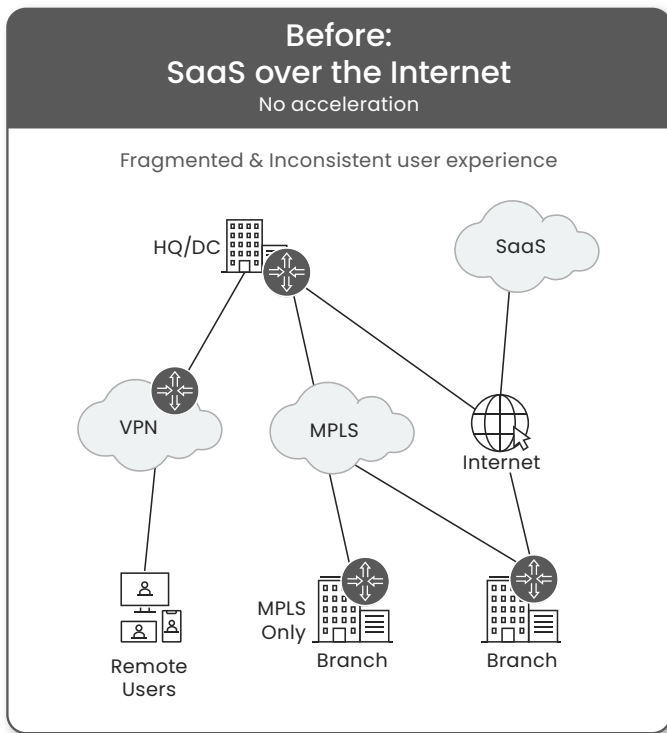 Before:
SaaS over the Internet
No acceleration
Fragmented & Inconsistent user experience
HQ/DC
SaaS
VPN
MPLS
Internet
MPLS
Only
Remote
Users
Branch
Branch